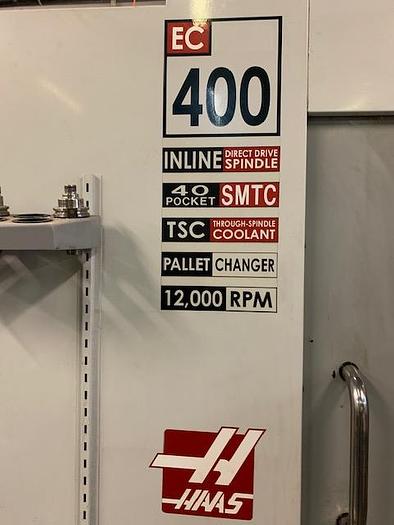 EC
400
INLINE DIRECT DRIVE SPINDLE
40 POCKET SMTC
TSC THROUGH-SPINDLE COOLANT
PALLET CHANGER
12,000 RPM
HAAS